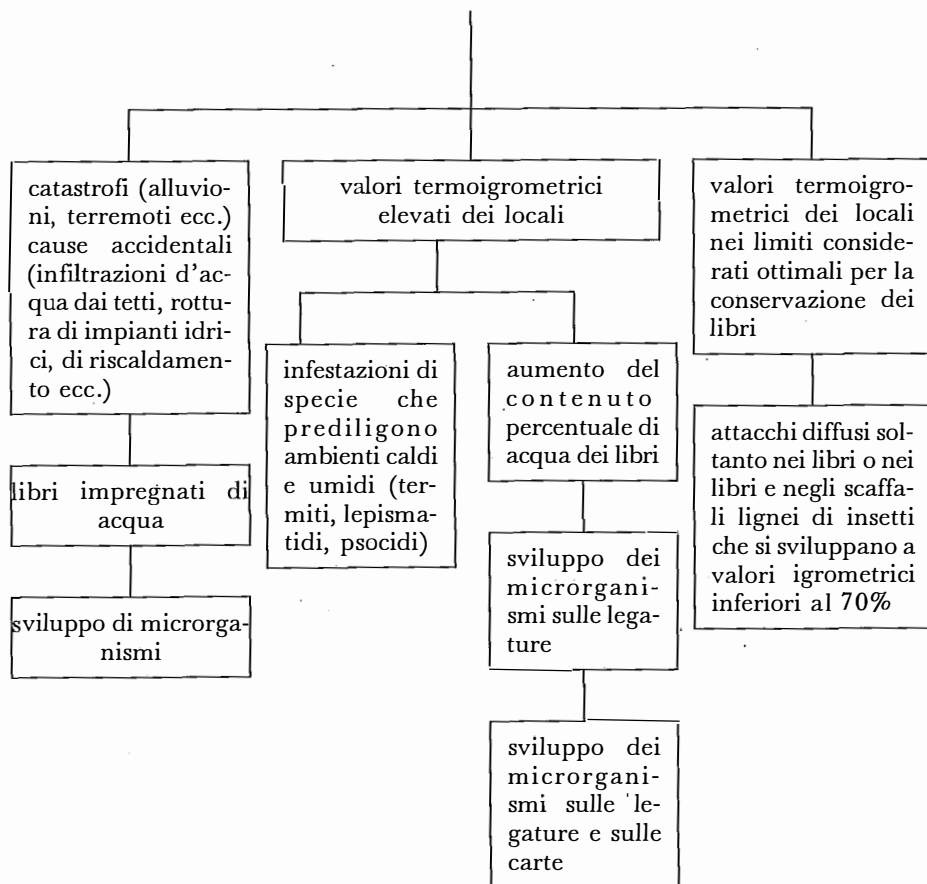 catastrofi (alluvio-
ni, terremoti ecc.)
cause accidentali
(infiltrazioni d'ac-
qua dai tetti, rottu-
ra di impianti idri-
ci, di riscaldamen-
to ecc.)
libri impregnati di
acqua
sviluppo di microrga-
nismi
valori termoigrometrici
elevati dei locali
infestazioni di
specie che
prediligono
ambienti caldi
e umidi (ter-
miti, lepisma-
tidi, psocidi)
aumento del
contenuto
percentuale di
acqua dei libri
sviluppo dei
microrgani-
smi sulle lega-
ture
sviluppo dei
microrgani-
smi sulle le-
gature e sulle
carte
valori termoigro-
metrici dei locali
nei limiti conside-
rati ottimali per la
conservazione dei
libri
attacchi diffusi sol-
tanto nei libri o nei
libri e negli scaffa-
li lignei di insetti
che si sviluppano a
valori igrometrici
inferiori al 70%